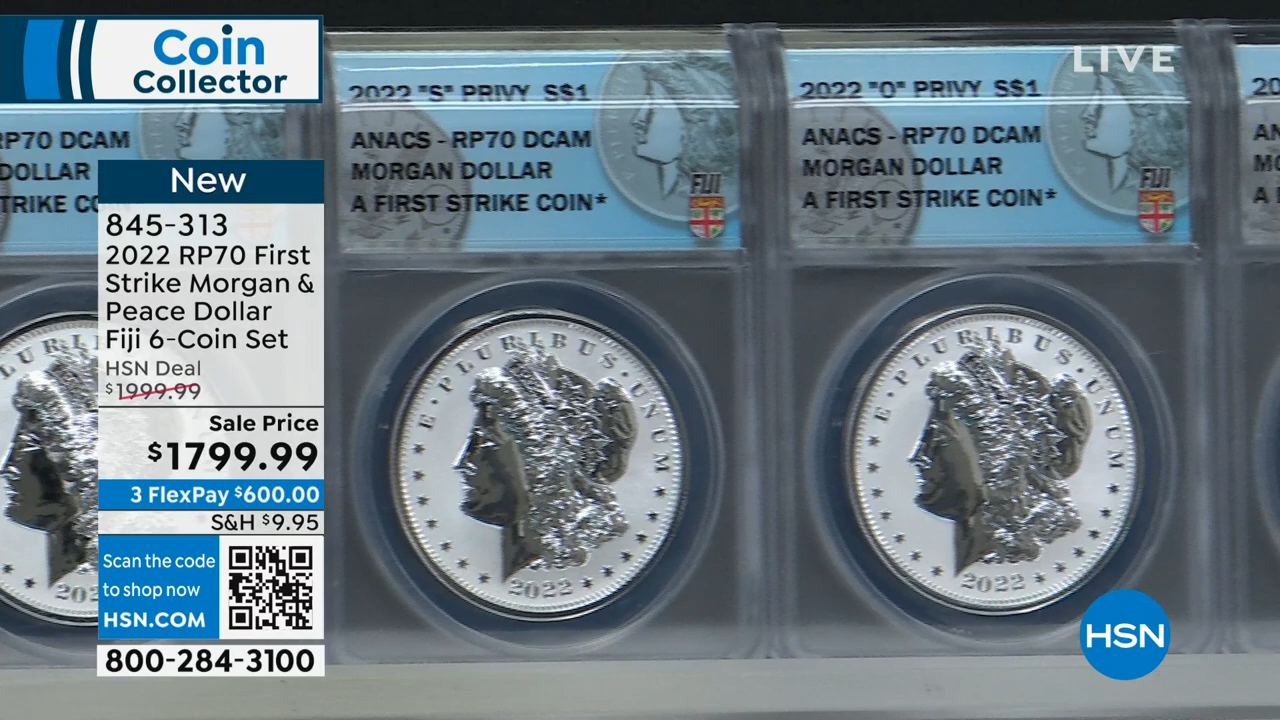 Coin
Collector
LIVE
New
845-313
2022 RP70 First
Strike Morgan &
Peace Dollar
Fiji 6-Coin Set
HSN Deal
$1999.99
Sale Price
$1799.99
3 FlexPay $600.00
S&H $9.95
Scan the code
to shop now
HSN.COM
800-284-3100
RP70 DCAM
DOLLAR
TRIKE CO
2022 "S" PRIVY S$1
ANACS - RP70 DCAM
MORGAN DOLLAR
A FIRST STRIKE COIN*
FIJI
E·PLURIBUS·UNUM
2022
2022 "O" PRIVY S$1
ANACS - RP70 DCAM
MORGAN DOLLAR
A FIRST STRIKE COIN*
FIJI
E·PLURIBUS·UNUM
2022
20
AN
MO
A F
HSN